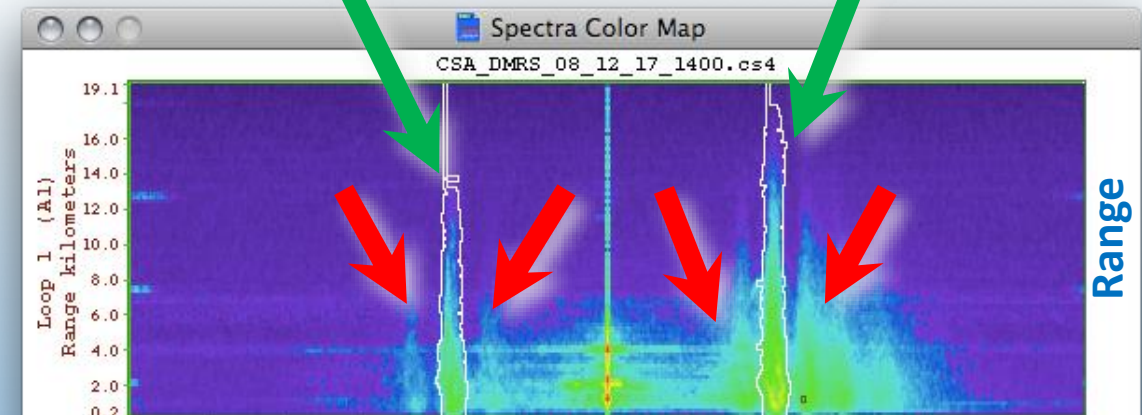 Spectra Color Map
CSA_DMRS_08_12_17_1400.cs4
19.1
16.0
14.0
12.0
10.0
8.0
6.0
4.0
2.0
0.2
Loop 1 (A1)
Range kilometers
Range